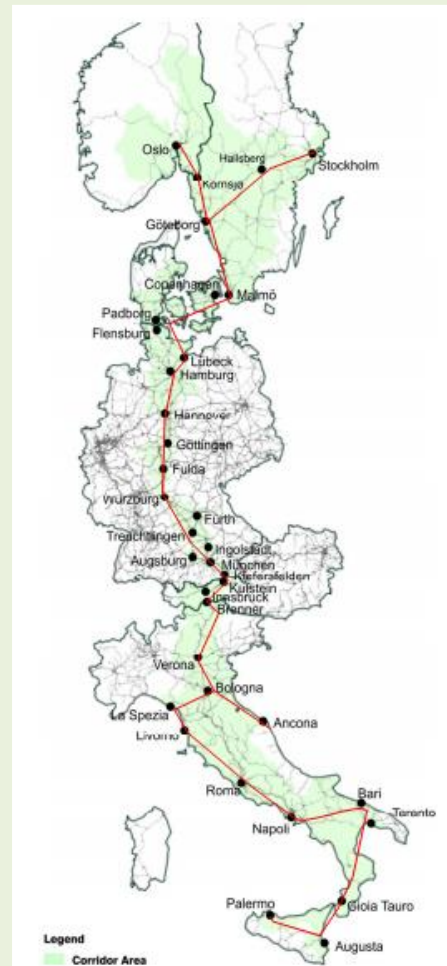 Oslo
Hallsberg
Stockholm
Kornsjø
Göteborg
Copenhagen
Malmö
Padborg
Flensburg
Lübeck
Hamburg
Hannover
Göttingen
Fulda
Würzburg
Fürth
Treuchtlingen
Ingolstadt
Augsburg
München
Kiefersfelden
Kufstein
Innsbruck
Brenner
Verona
Bologna
La Spezia
Ancona
Livorno
Roma
Bari
Napoli
Taranto
Palermo
Gioia Tauro
Augusta
Legend
Corridor Area